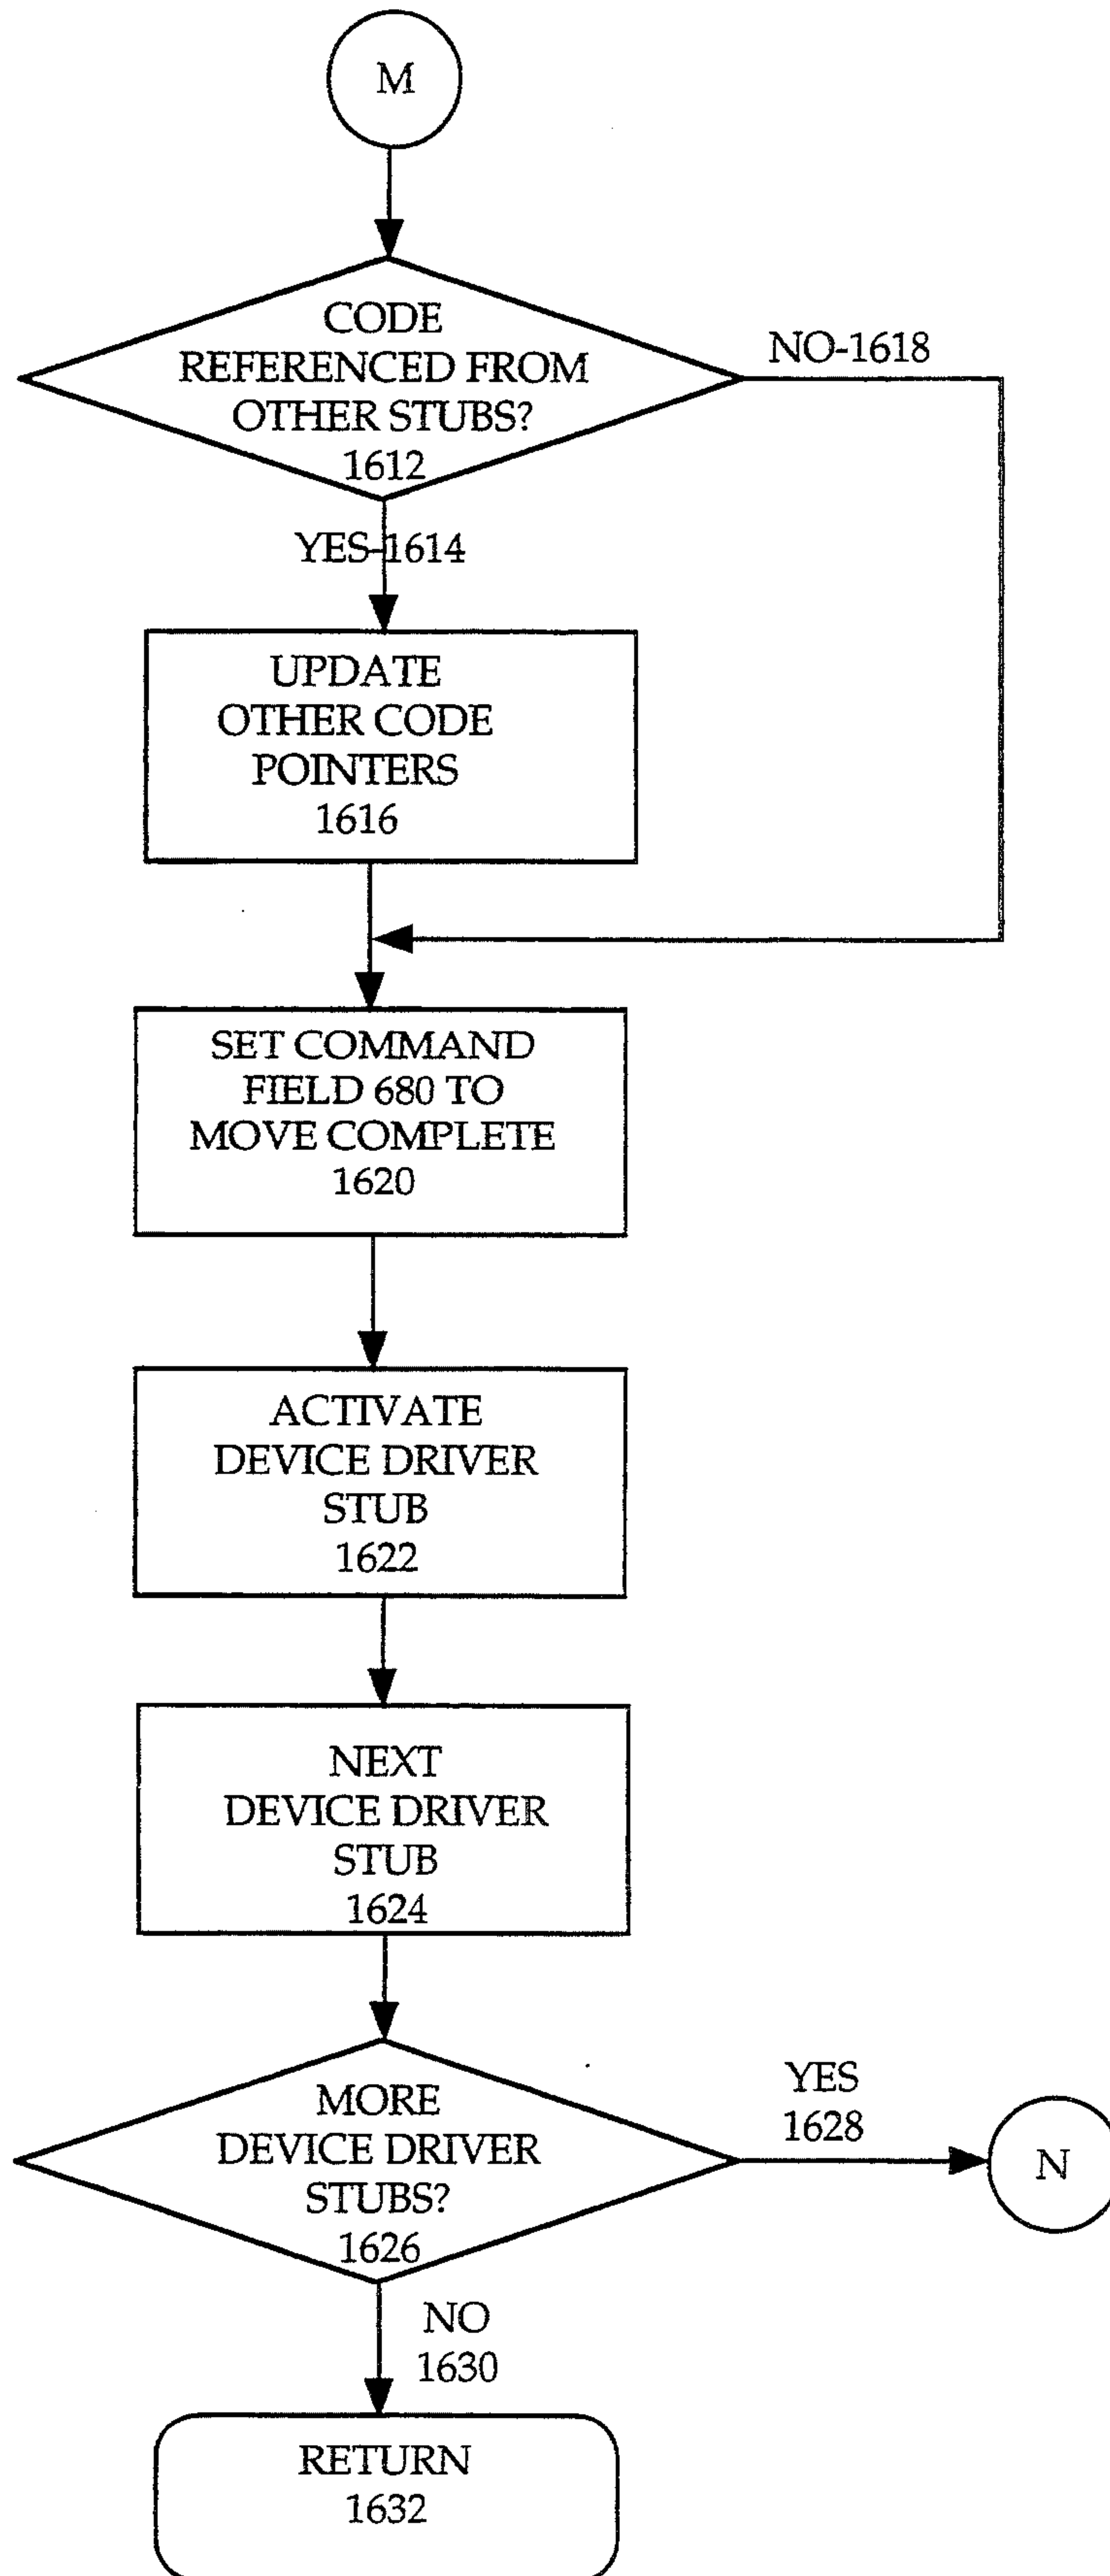 M
CODE
REFERENCED FROM
OTHER STUBS?
1612
NO-1618
YES-1614
UPDATE
OTHER CODE
POINTERS
1616
SET COMMAND
FIELD 680 TO
MOVE COMPLETE
1620
ACTIVATE
DEVICE DRIVER
STUB
1622
NEXT
DEVICE DRIVER
STUB
1624
MORE
DEVICE DRIVER
STUBS?
1626
YES
1628
N
NO
1630
RETURN
1632